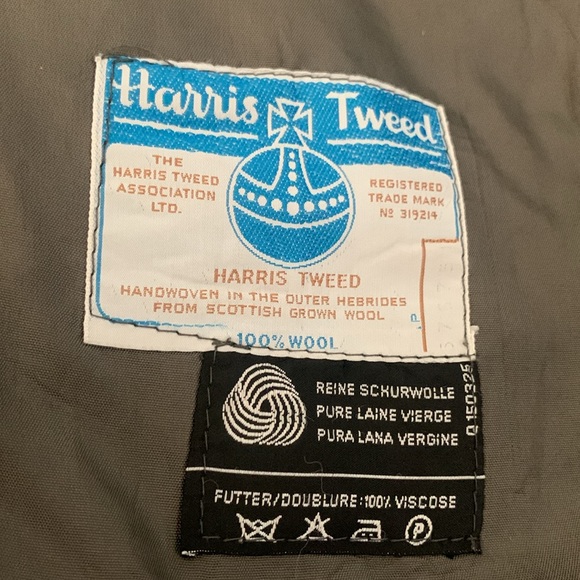 Harris Tweed
THE
HARRIS TWEED
ASSOCIATION
LTD.
REGISTERED
TRADE MARK
Nº 319214
HARRIS TWEED
HANDWOVEN IN THE OUTER HEBRIDES
FROM SCOTTISH GROWN WOOL
P
100% WOOL
REINE SCHURWOLLE
PURE LAINE VIERGE
PURA LANA VERGINE
FUTTER/DOUBLURE:100% VISCOSE
P